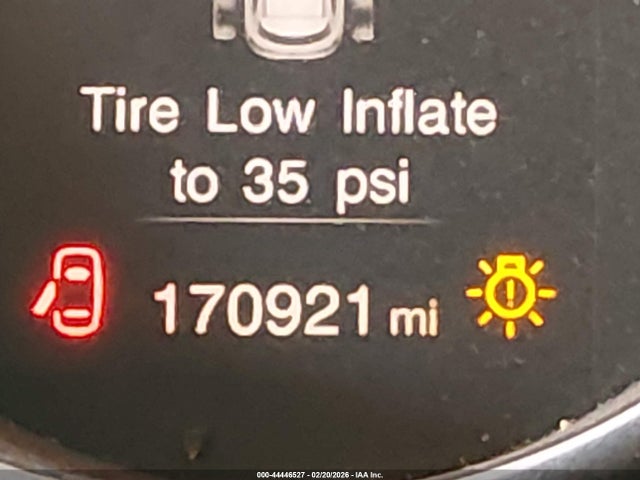 Tire Low Inflate
to 35 psi
170921 mi
000-44446527 - 02/20/2026 - IAA Inc.